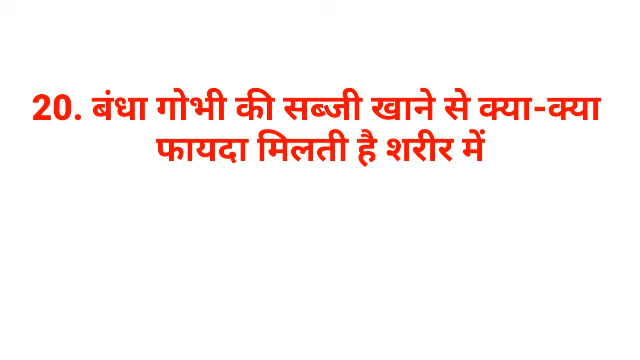 20. बंधा गोभी की सब्जी खाने से क्या-क्या
फायदा मिलती है शरीर में